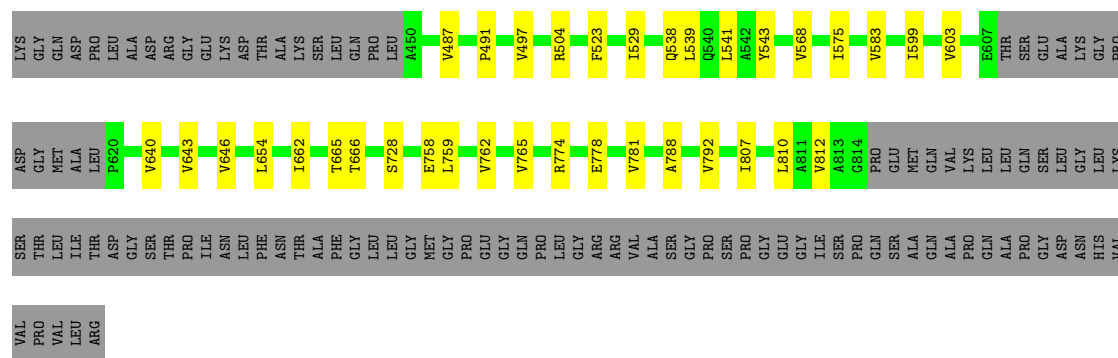 LYS GLY GLN ASP PRO LEU ALA ASP ARG GLY GLU LYS ASP THR ALA LYS SER LEU GLN PRO LEU A450 V487 P491 V497 R504 F523 I529 Q538 L539 Q540 L541 A542 Y543 V568 I575 V583 I599 V603 E607 THR SER GLU ALA LYS GLY PRO
ASP GLY MET ALA LEU P620 V640 V643 V646 L654 I662 T665 T666 S728 E758 L759 V762 V765 R774 E778 V781 A788 V792 I807 L810 A811 V812 A813 G814 PRO GLU MET GLN VAL LYS LEU LEU GLN SER LEU GLY LEU LYS
SER THR LEU ILE THR ASP GLY SER THR PRO ILE ASN LEU PHE ASN THR ALA PHE GLY LEU LEU GLY MET GLY PRO GLU GLY GLN PRO LEU GLY ARG ARG VAL ALA SER GLY PRO SER PRO GLY GLU GLY ILE SER PRO GLN SER ALA GLN ALA PRO GLN ALA PRO GLY ASP ASN HIS VAL
VAL PRO VAL LEU ARG